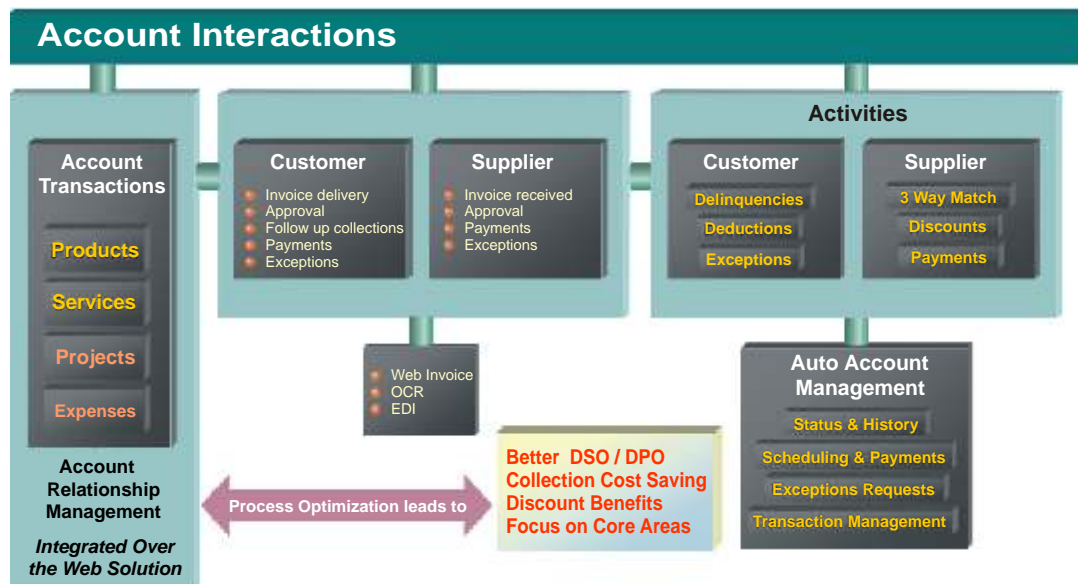 Account Interactions
Account
Transactions
Products
Services
Projects
Expenses
Account
Relationship
Management
Integrated Over
the Web Solution
Customer
Invoice delivery
Approval
Follow up collections
Payments
Exceptions
Supplier
Invoice received
Approval
Payments
Exceptions
Web Invoice
OCR
EDI
Activities
Customer
Delinquencies
Deductions
Exceptions
Supplier
3 Way Match
Discounts
Payments
Auto Account
Management
Status & History
Scheduling & Payments
Exceptions Requests
Transaction Management
Process Optimization leads to
Better DSO / DPO
Collection Cost Saving
Discount Benefits
Focus on Core Areas